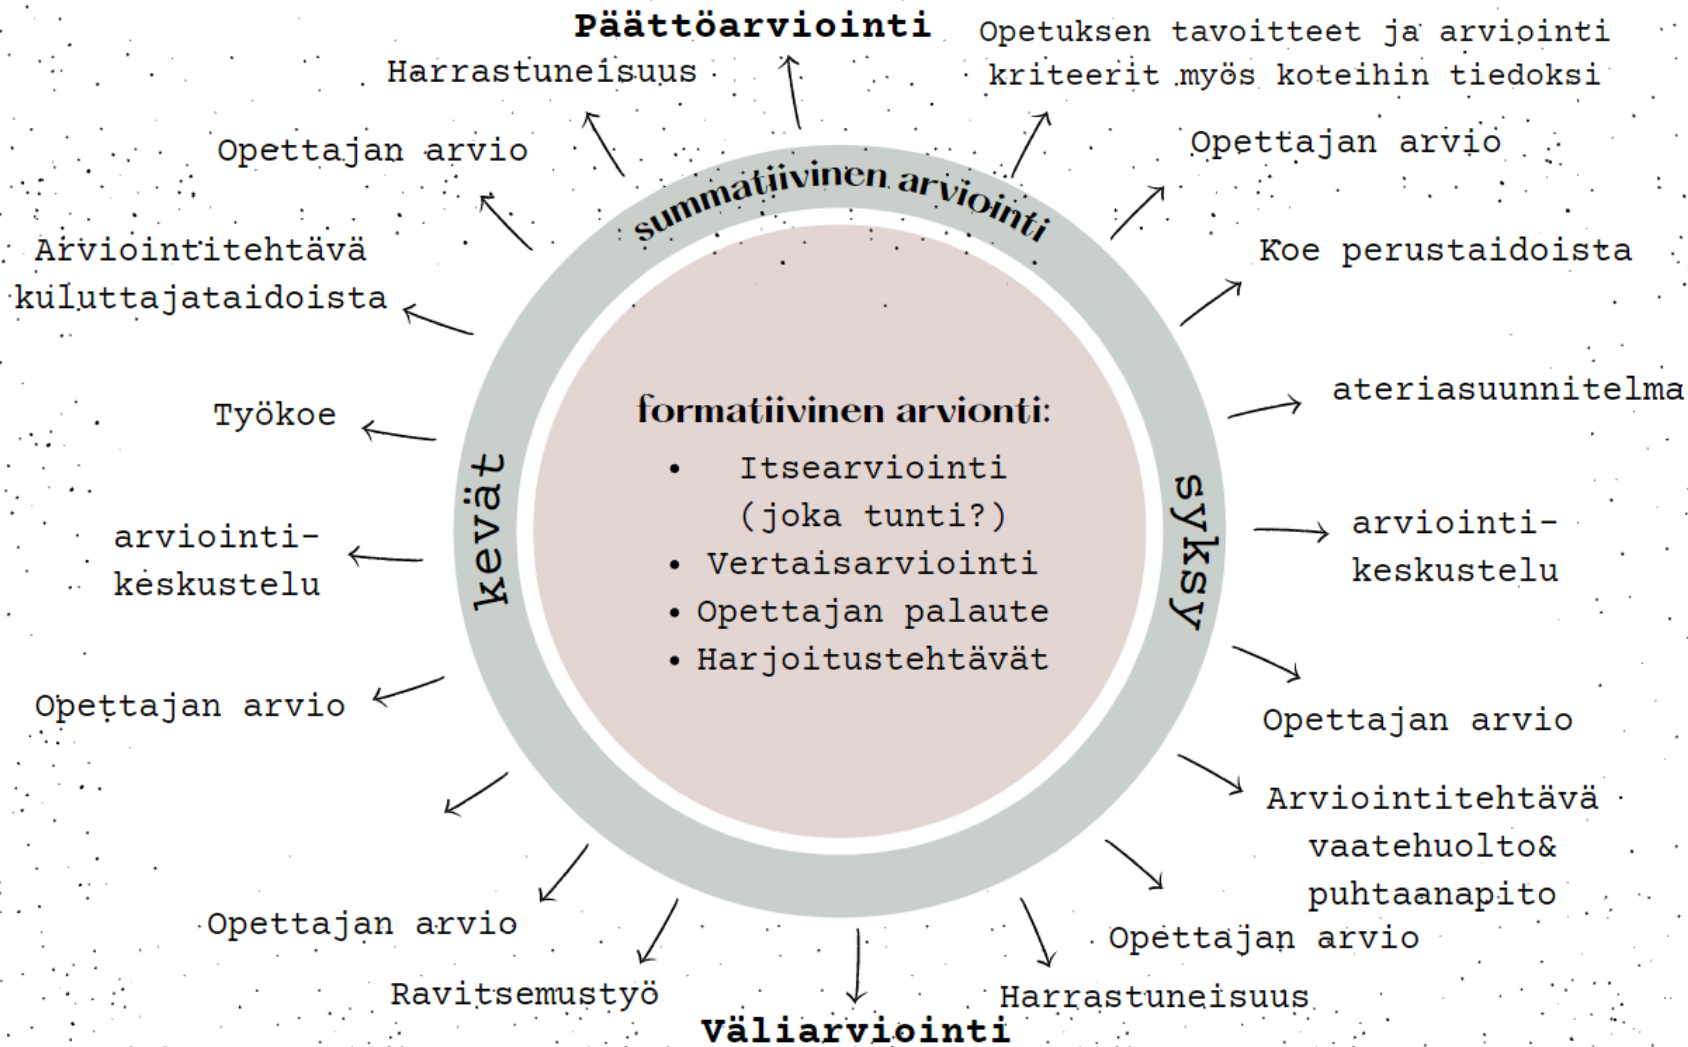 Päättöarviointi
Opetuksen tavoitteet ja arviointi
kriteerit myös koteihin tiedoksi
Opettajan arvio
Koe perustaidoista
ateriasuunnitelma
arviointi-
keskustelu
Opettajan arvio
Arviointitehtävä
vaatehuolto&
puhtaanapito
Opettajan arvio
Harrastuneisuus
Väliarviointi
Ravitsemustyö
Opettajan arvio
Opettajan arvio
arviointi-
keskustelu
Työkoe
Arviointitehtävä
kuluttajataidoista
Opettajan arvio
Harrastuneisuus
summatiivinen arviointi
kevät
syksy
formatiivinen arvionti:
• Itsearviointi
(joka tunti?)
• Vertaisarviointi
• Opettajan palaute
• Harjoitustehtävät